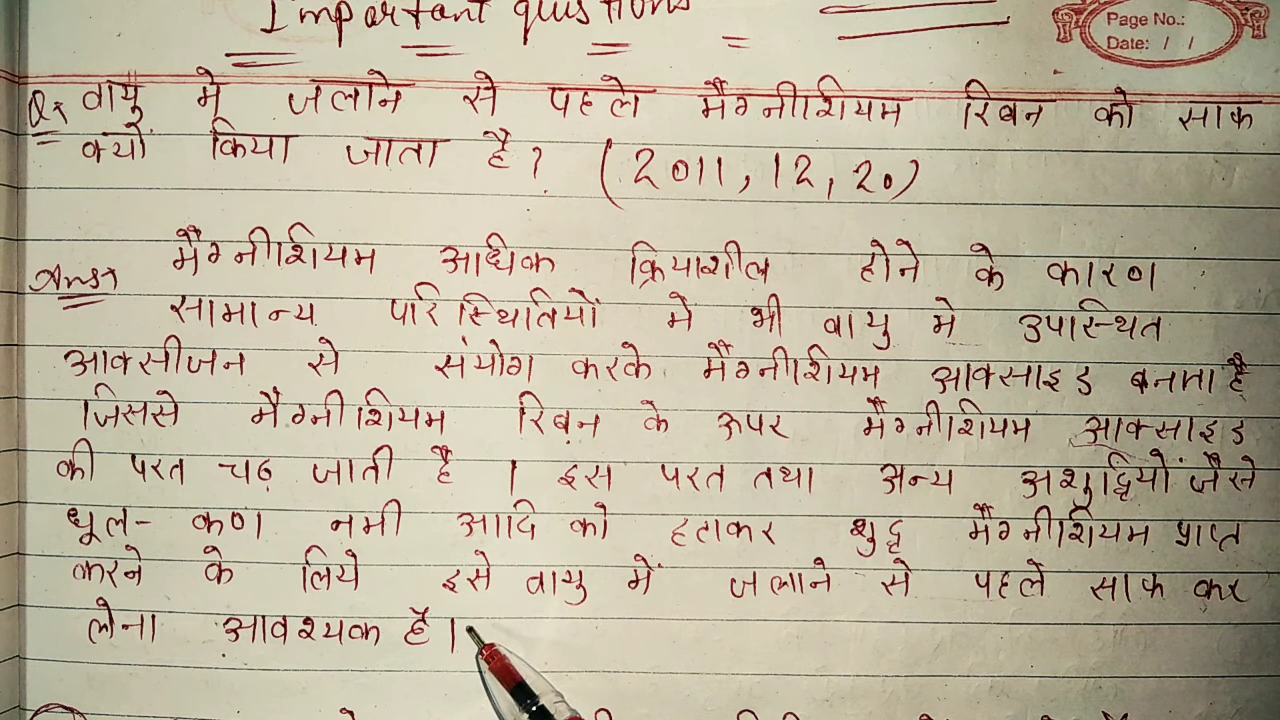 Important questions
Page No.:
Date: / /
Q→ वायु मे जलाने से पहले मैग्नीशियम रिबन को साफ
क्यों किया जाता है? (2011, 12, 20)
Ans→ मैग्नीशियम अधिक क्रियाशील होने के कारण
सामान्य परिस्थितियों मे भी वायु मे उपस्थित
आक्सीजन से संयोग करके मैग्नीशियम आक्साइड बनाता है
जिससे मैग्नीशियम रिबन के ऊपर मैग्नीशियम आक्साइड
की परत चढ़ जाती है । इस परत तथा अन्य अशुद्धियों जैसे
धूल- कण नमी आदि को हटाकर शुद्ध मैग्नीशियम प्राप्त
करने के लिये इसे वायु में जलाने से पहले साफ कर
लेना आवश्यक है ।